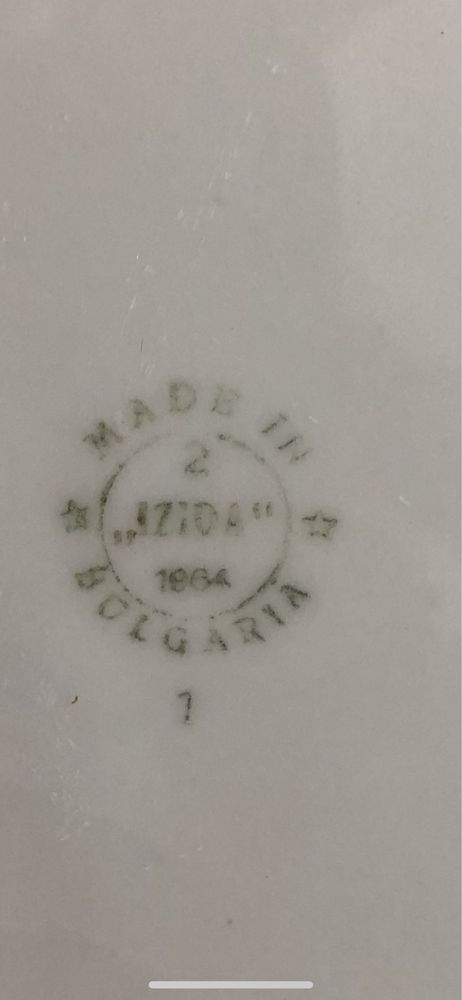 MADE IN
2
„IZIDA“
1964
BULGARIA
1